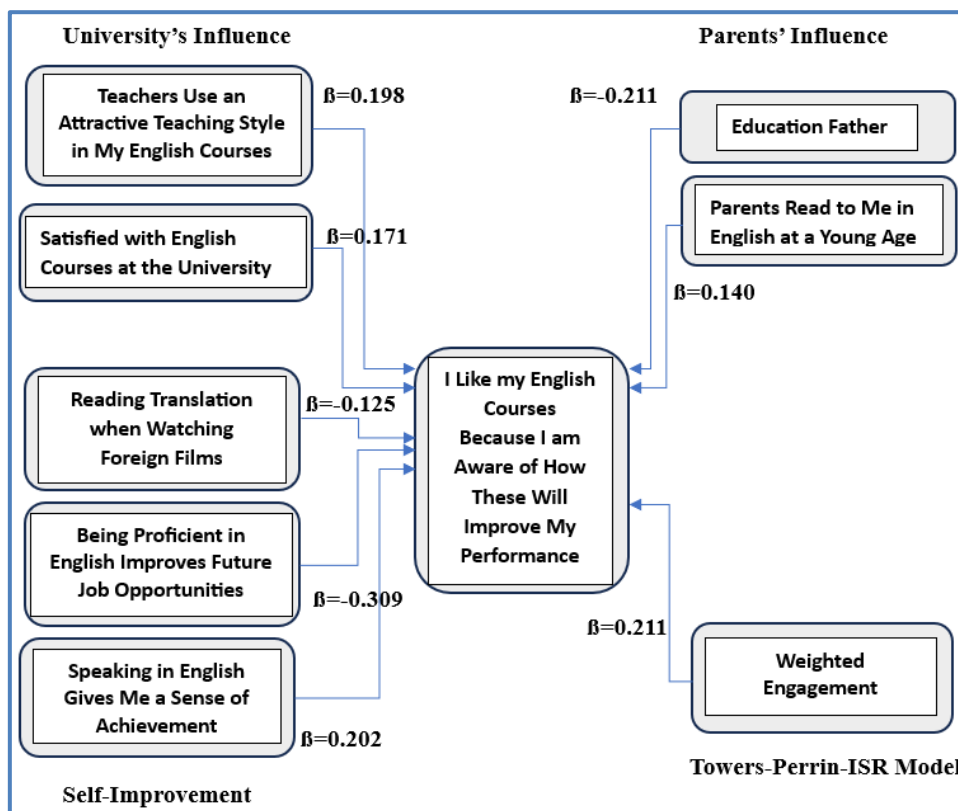 University's Influence
Teachers Use an
Attractive Teaching Style
in My English Courses
ß=0.198
Satisfied with English
Courses at the University
ß=0.171
Reading Translation
when Watching
Foreign Films
ß=-0.125
Being Proficient in
English Improves Future
Job Opportunities
ß=-0.309
Speaking in English
Gives Me a Sense of
Achievement
ß=0.202
Self-Improvement
I Like my English
Courses
Because I am
Aware of How
These Will
Improve My
Performance
Parents' Influence
ß=-0.211
Education Father
Parents Read to Me in
English at a Young Age
ß=0.140
ß=0.211
Weighted
Engagement
Towers-Perrin-ISR Model